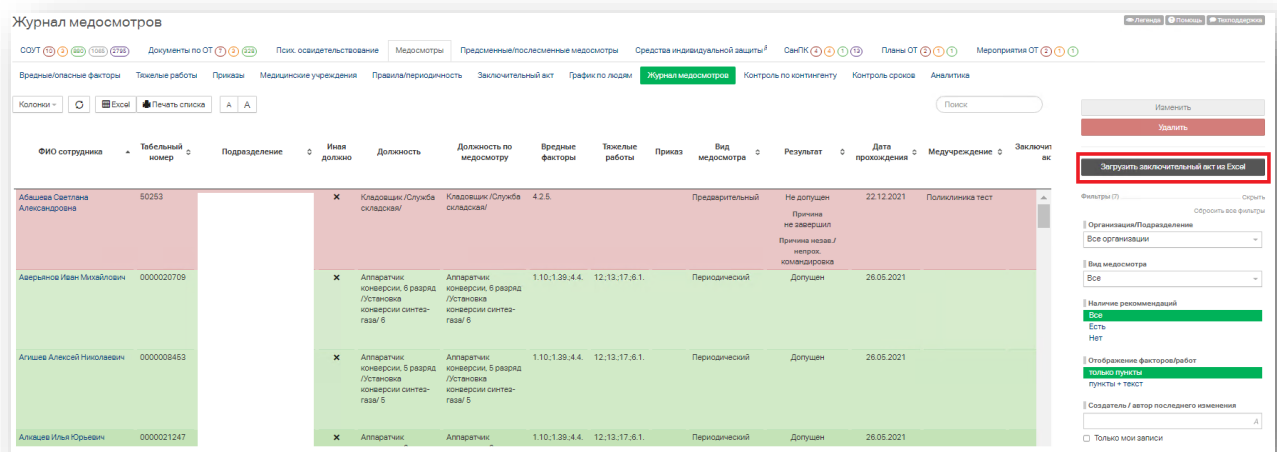 Журнал медосмотров
Легенда Помощь Техподдержка
СОУТ 10 3 880 1085 2795 Документы по ОТ 7 3 328 Псих. освидетельствование Медосмотры Предсменные/послесменные медосмотры Средства индивидуальной защиты СанПК 4 4 1 13 Планы ОТ 2 1 1 Мероприятия ОТ 2 1 1
Вредные/опасные факторы Тяжелые работы Приказы Медицинские учреждения Правила/периодичность Заключительный акт График по людям Журнал медосмотров Контроль по контингенту Контроль сроков Аналитика
Колонки Excel Печать списка A A Поиск
Изменить
Удалить
Загрузить заключительный акт из Excel
ФИО сотрудника Табельный номер Подразделение Иная должно Должность Должность по медосмотру Вредные факторы Тяжелые работы Приказ Вид медосмотра Результат Дата прохождения Медучреждение Заключит ак
Абашева Светлана 50253 Кладовщик /Служба Кладовщик /Служба 4.2.5. Предварительный Не допущен 22.12.2021 Поликлиника тест
Александровна складская/ складская/
Причина
не завершил
Причина незав./
непрох.
командировка
Аверьянов Иван Михайлович 0000020709 Аппаратчик Аппаратчик 1.10.;1.39.;4.4. 12.;13.;17.;6.1. Периодический Допущен 26.05.2021
конверсии, 6 разряд конверсии, 6 разряд
/Установка /Установка
конверсии синтез- конверсии синтез-
газа/ 6 газа/ 6
Агишев Алексей Николаевич 0000008453 Аппаратчик Аппаратчик 1.10.;1.39.;4.4. 12.;13.;17.;6.1. Периодический Допущен 26.05.2021
конверсии, 5 разряд конверсии, 5 разряд
/Установка /Установка
конверсии синтез- конверсии синтез-
газа/ 5 газа/ 5
Алкацев Илья Юрьевич 0000021247 Аппаратчик Аппаратчик 1.10.;1.39.;4.4. 12.;13.;17.;6.1. Периодический Допущен 26.05.2021
Фильтры (7) Скрыть
Сбросить все фильтры
Организация/Подразделение
Все организации
Вид медосмотра
Все
Наличие рекомендаций
Все
Есть
Нет
Отображение факторов/работ
только пункты
пункты + текст
Создатель / автор последнего изменения
Только мои записи